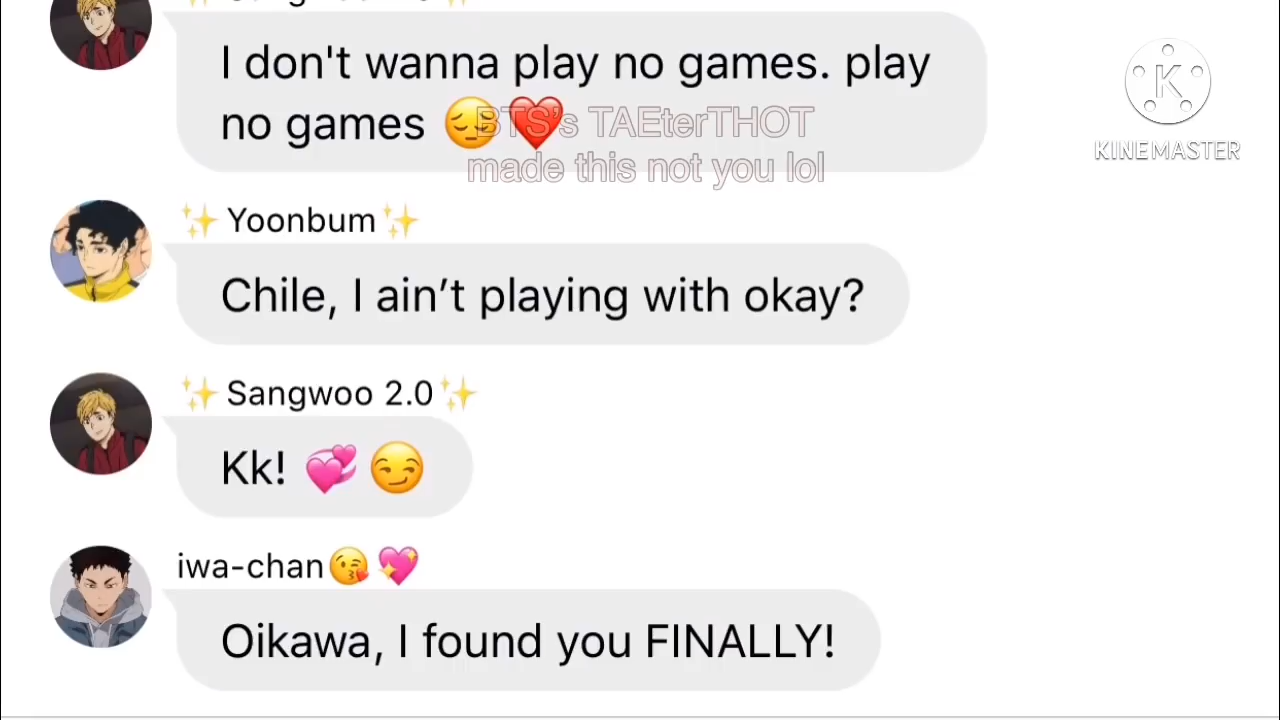 I don't wanna play no games. play
no games 😔❤️
BTS's TAEterTHOT
made this not you lol
K
KINEMASTER
✨Yoonbum✨
Chile, I ain’t playing with okay?
✨Sangwoo 2.0✨
Kk! 💞😏
iwa-chan😘💖
Oikawa, I found you FINALLY!